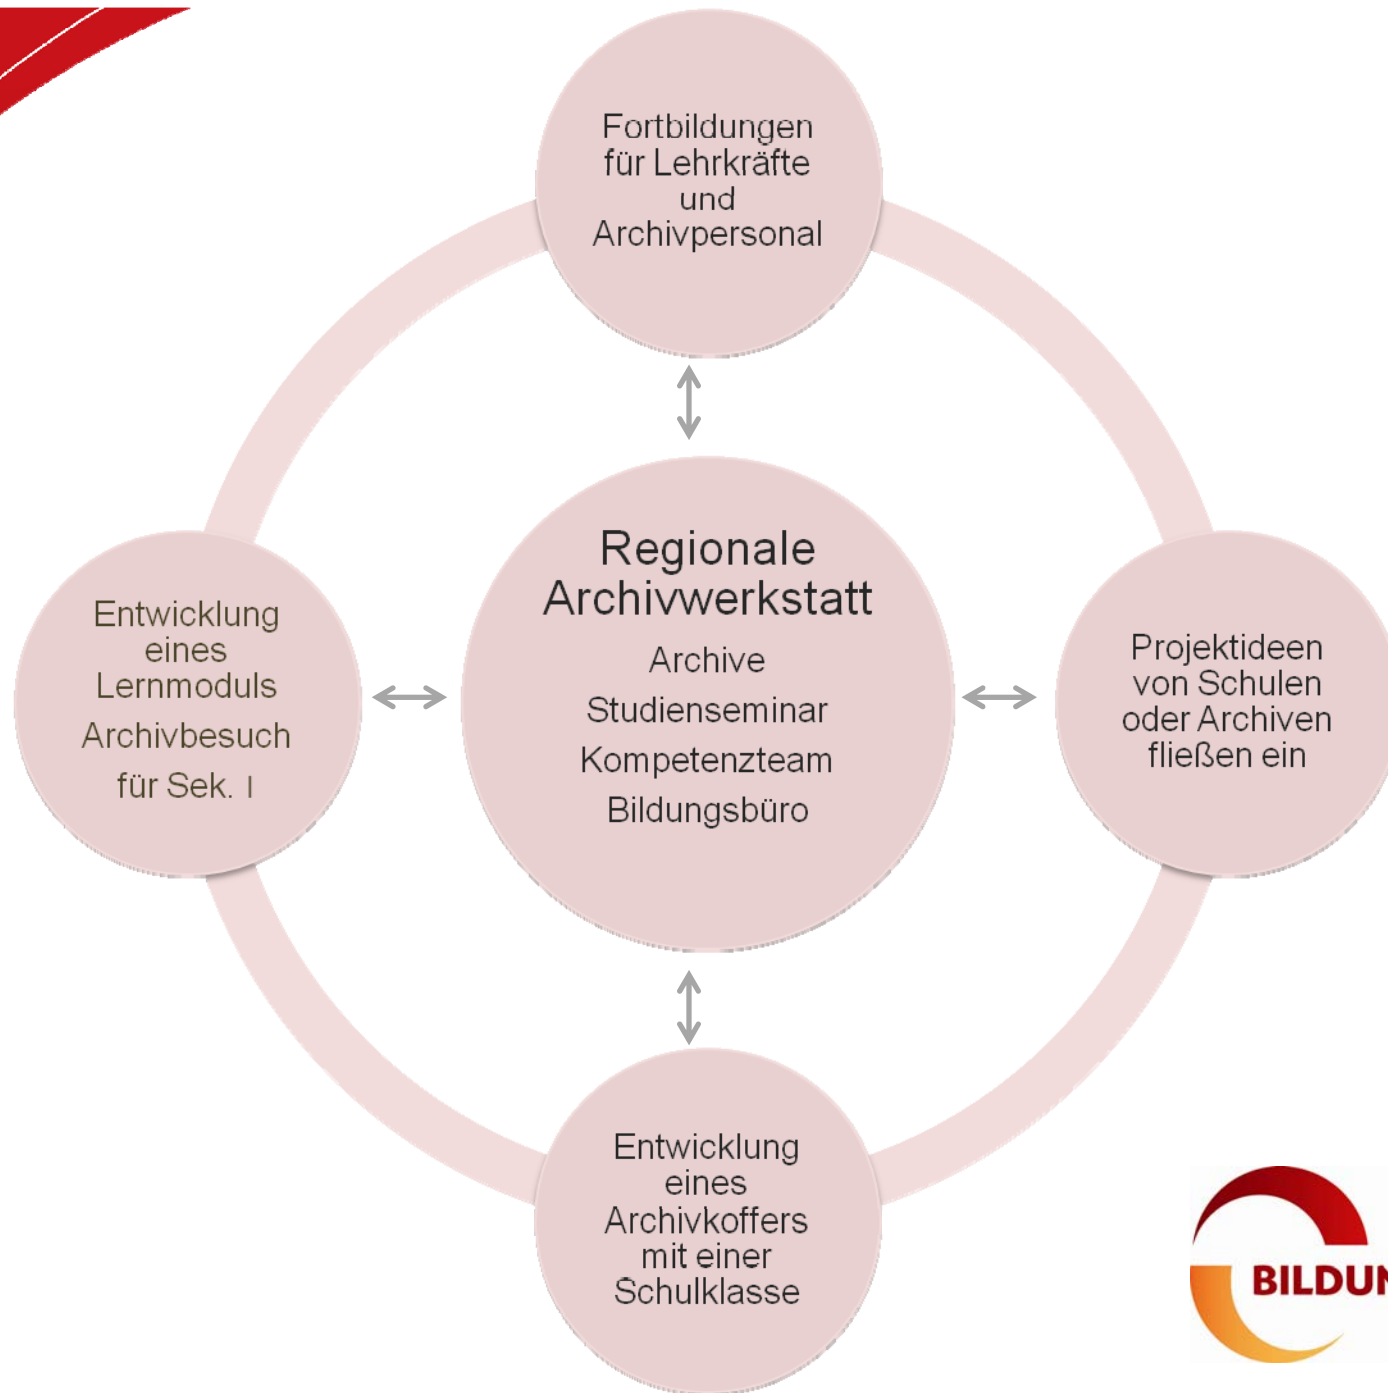 Fortbildungen
für Lehrkräfte
und
Archivpersonal
Entwicklung
eines
Lernmoduls
Archivbesuch
für Sek. I
Regionale
Archivwerkstatt
Archive
Studienseminar
Kompetenzteam
Bildungsbüro
Projektideen
von Schulen
oder Archiven
fließen ein
Entwicklung
eines
Archivkoffers
mit einer
Schulklasse
BILDUN